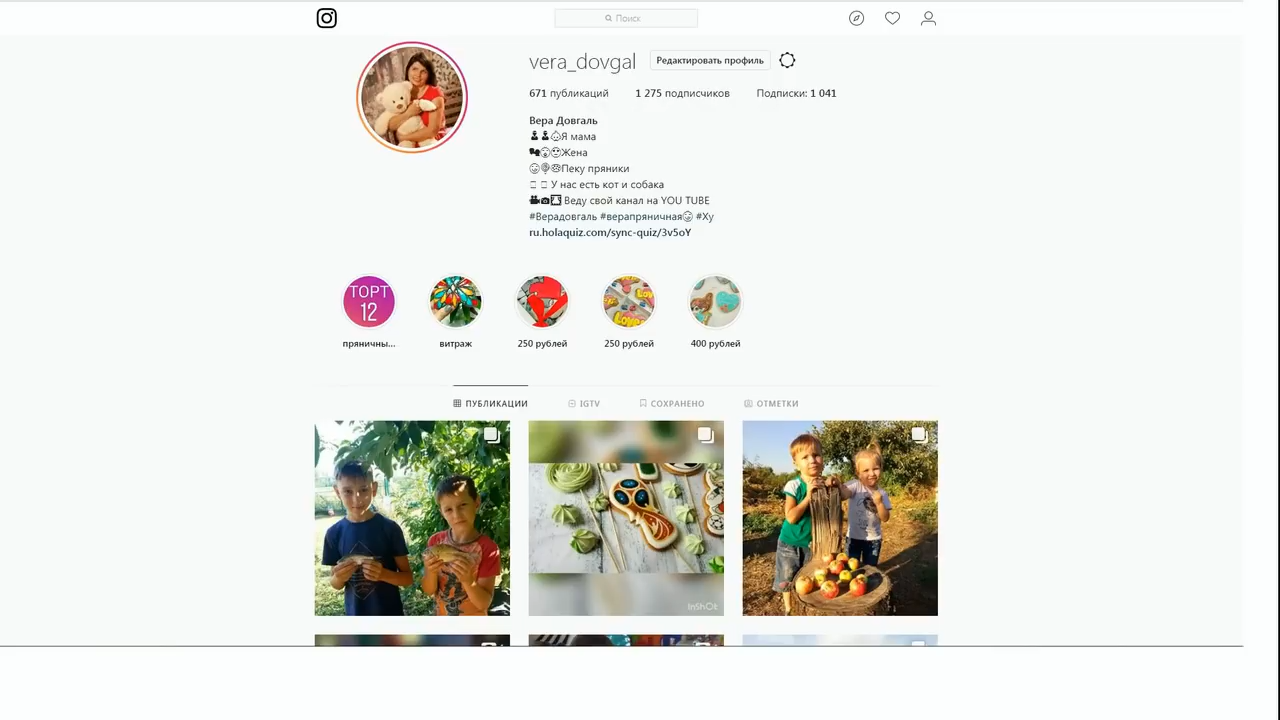 Поиск
vera_dovgal
Редактировать профиль
671 публикаций 1 275 подписчиков Подписки: 1 041
Вера Довгаль
Я мама
Жена
Пеку пряники
У нас есть кот и собака
Веду свой канал на YOU TUBE
#Верадовгаль #верапряничная #Ху
ru.holaquiz.com/sync-quiz/3v5oY
ТОРТ
12
пряничны... витраж 250 рублей 250 рублей 400 рублей
ПУБЛИКАЦИИ IGTV СОХРАНЕНО ОТМЕТКИ
InShOt